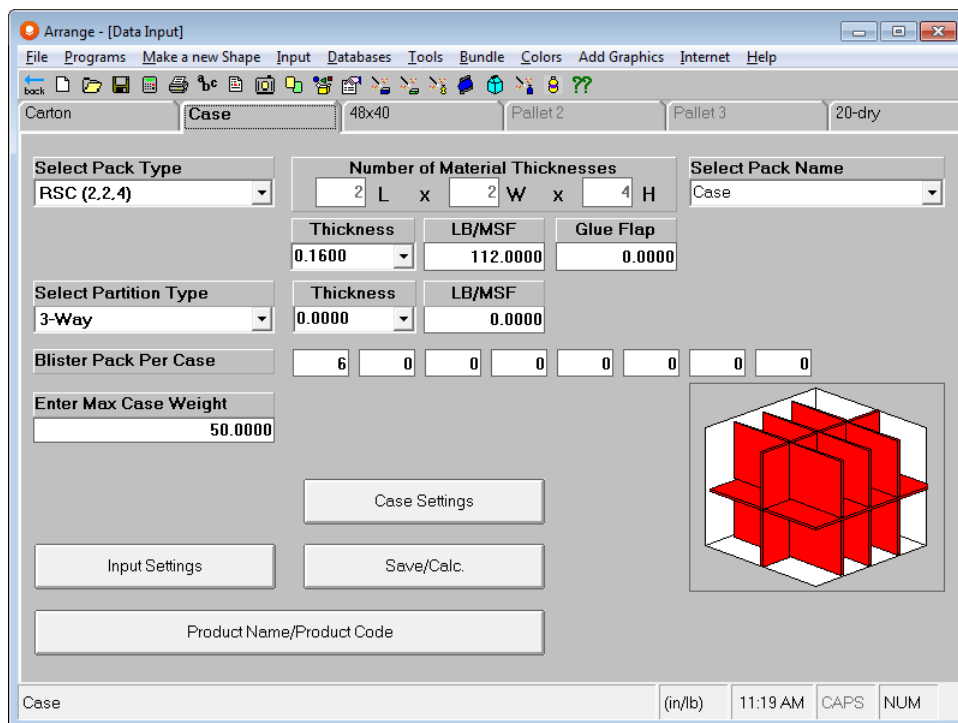 Arrange - [Data Input]
File Programs Make a new Shape Input Databases Tools Bundle Colors Add Graphics Internet Help
back abc ??
Carton Case 48x40 Pallet 2 Pallet 3 20-dry
Select Pack Type Number of Material Thicknesses Select Pack Name
RSC (2,2,4) 2 L x 2 W x 4 H Case
Thickness LB/MSF Glue Flap
0.1600 112.0000 0.0000
Select Partition Type Thickness LB/MSF
3-Way 0.0000 0.0000
Blister Pack Per Case 6 0 0 0 0 0 0 0
Enter Max Case Weight
50.0000
Case Settings
Input Settings Save/Calc.
Product Name/Product Code
Case (in/lb) 11:19 AM CAPS NUM